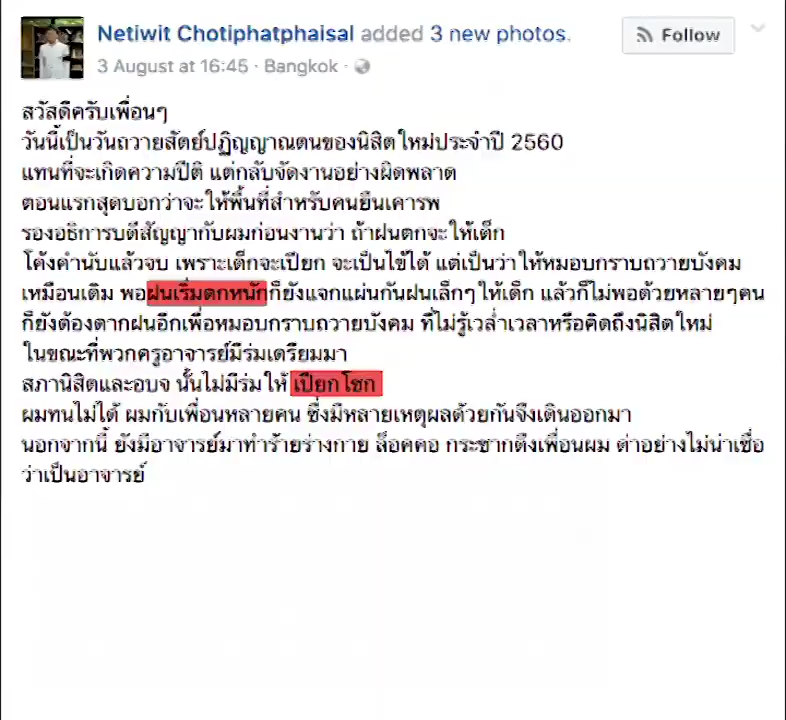 Netiwit Chotiphatphaisal added 3 new photos.
Follow
3 August at 16:45 · Bangkok ·
สวัสดีครับเพื่อนๆ
วันนี้เป็นวันถวายสัตย์ปฏิญญาณตนของนิสิตใหม่ประจำปี 2560
แทนที่จะเกิดความปีติ แต่กลับจัดงานอย่างผิดพลาด
ตอนแรกสุดบอกว่าจะให้พื้นที่สำหรับคนยืนเคารพ
รองอธิการบดีสัญญากับผมก่อนงานว่า ถ้าฝนตกจะให้เด็ก
โค้งคำนับแล้วจบ เพราะเด็กจะเปียก จะเป็นไข้ได้ แต่เป็นว่าให้หมอบกราบถวายบังคม
เหมือนเดิม พอฝนเริ่มตกหนักก็ยังแจกแผ่นกันฝนเล็กๆให้เด็ก แล้วก็ไม่พอด้วยหลายๆคน
ก็ยังต้องตากฝนอีกเพื่อหมอบกราบถวายบังคม ที่ไม่รู้เวล่ำเวลาหรือคิดถึงนิสิตใหม่
ในขณะที่พวกครูอาจารย์มีร่มเตรียมมา
สภานิสิตและอบจ นั้นไม่มีร่มให้ เปียกโชก
ผมทนไม่ได้ ผมกับเพื่อนหลายคน ซึ่งมีหลายเหตุผลด้วยกันจึงเดินออกมา
นอกจากนี้ ยังมีอาจารย์มาทำร้ายร่างกาย ล็อคคอ กระชากดึงเพื่อนผม ด่าอย่างไม่น่าเชื่อ
ว่าเป็นอาจารย์